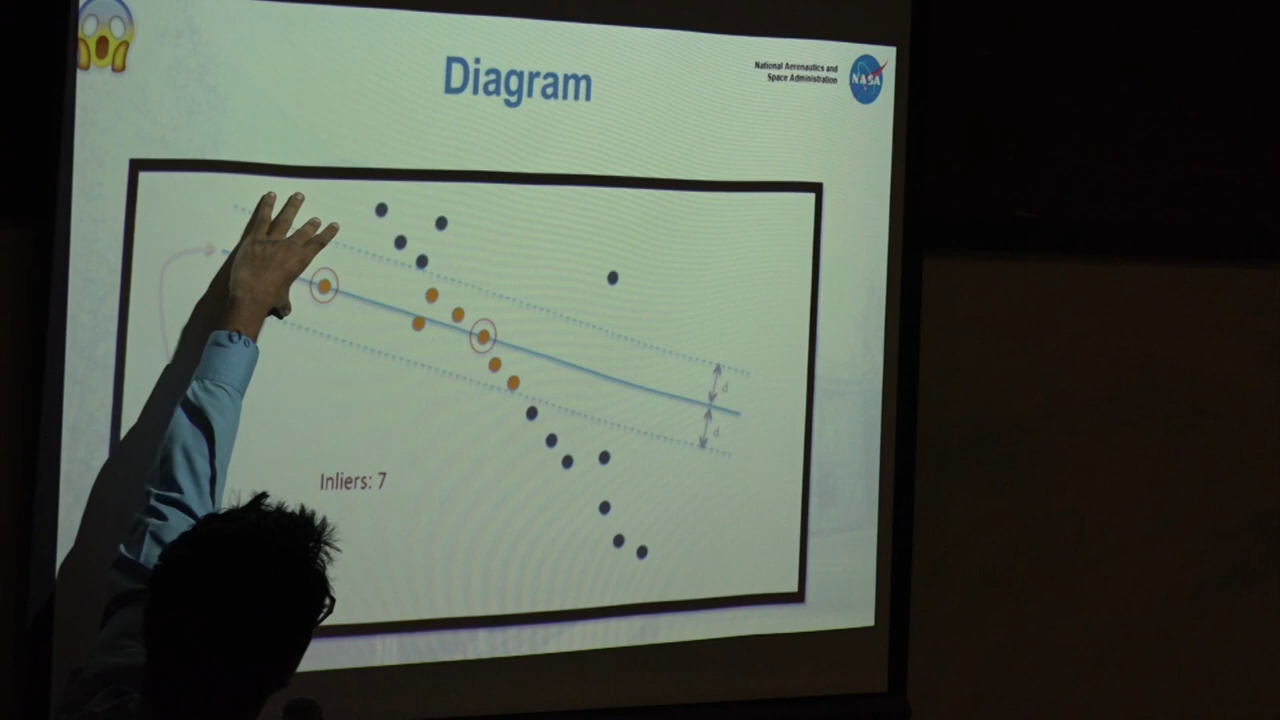 Diagram
National Aeronautics and
Space Administration
NASA
d
d
Inliers: 7